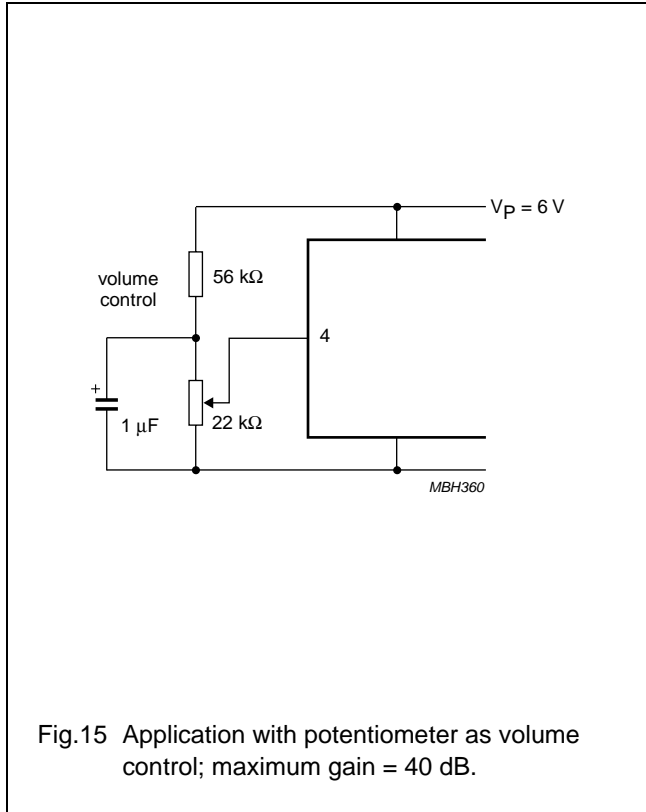 V_P = 6 V
volume
control
56 kΩ
4
+
1 μF
22 kΩ
MBH360
Fig.15 Application with potentiometer as volume
control; maximum gain = 40 dB.